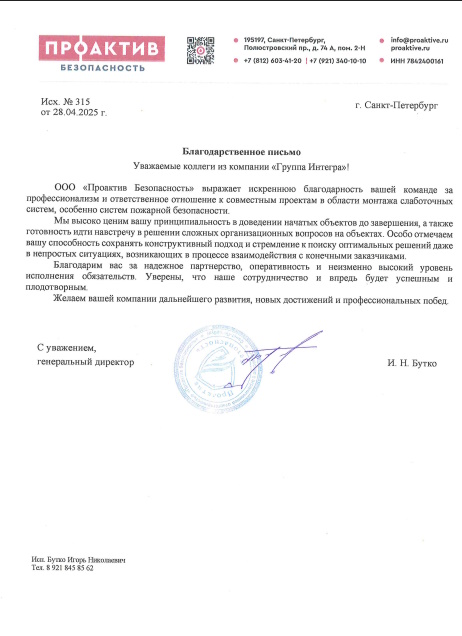 ПРОАКТИВ
БЕЗОПАСНОСТЬ
195197, Санкт-Петербург,
Полюстровский пр., д. 74 А, пом. 2-Н
+7 (812) 603-41-20 | +7 (921) 340-10-10
info@proaktive.ru
proaktive.ru
ИНН 7842400161
Исх. № 315
от 28.04.2025 г.
г. Санкт-Петербург
Благодарственное письмо
Уважаемые коллеги из компании «Группа Интегра»!
ООО «Проактив Безопасность» выражает искреннюю благодарность вашей команде за
профессионализм и ответственное отношение к совместным проектам в области монтажа слаботочных
систем, особенно систем пожарной безопасности.
Мы высоко ценим вашу принципиальность в доведении начатых объектов до завершения, а также
готовность идти навстречу в решении сложных организационных вопросов на объектах. Особо отмечаем
вашу способность сохранять конструктивный подход и стремление к поиску оптимальных решений даже
в непростых ситуациях, возникающих в процессе взаимодействия с конечными заказчиками.
Благодарим вас за надежное партнерство, оперативность и неизменно высокий уровень
исполнения обязательств. Уверены, что наше сотрудничество и впредь будет успешным и
плодотворным.
Желаем вашей компании дальнейшего развития, новых достижений и профессиональных побед.
С уважением,
генеральный директор
И. Н. Бутко
Исп. Бутко Игорь Николаевич
Тел. 8 921 845 85 62